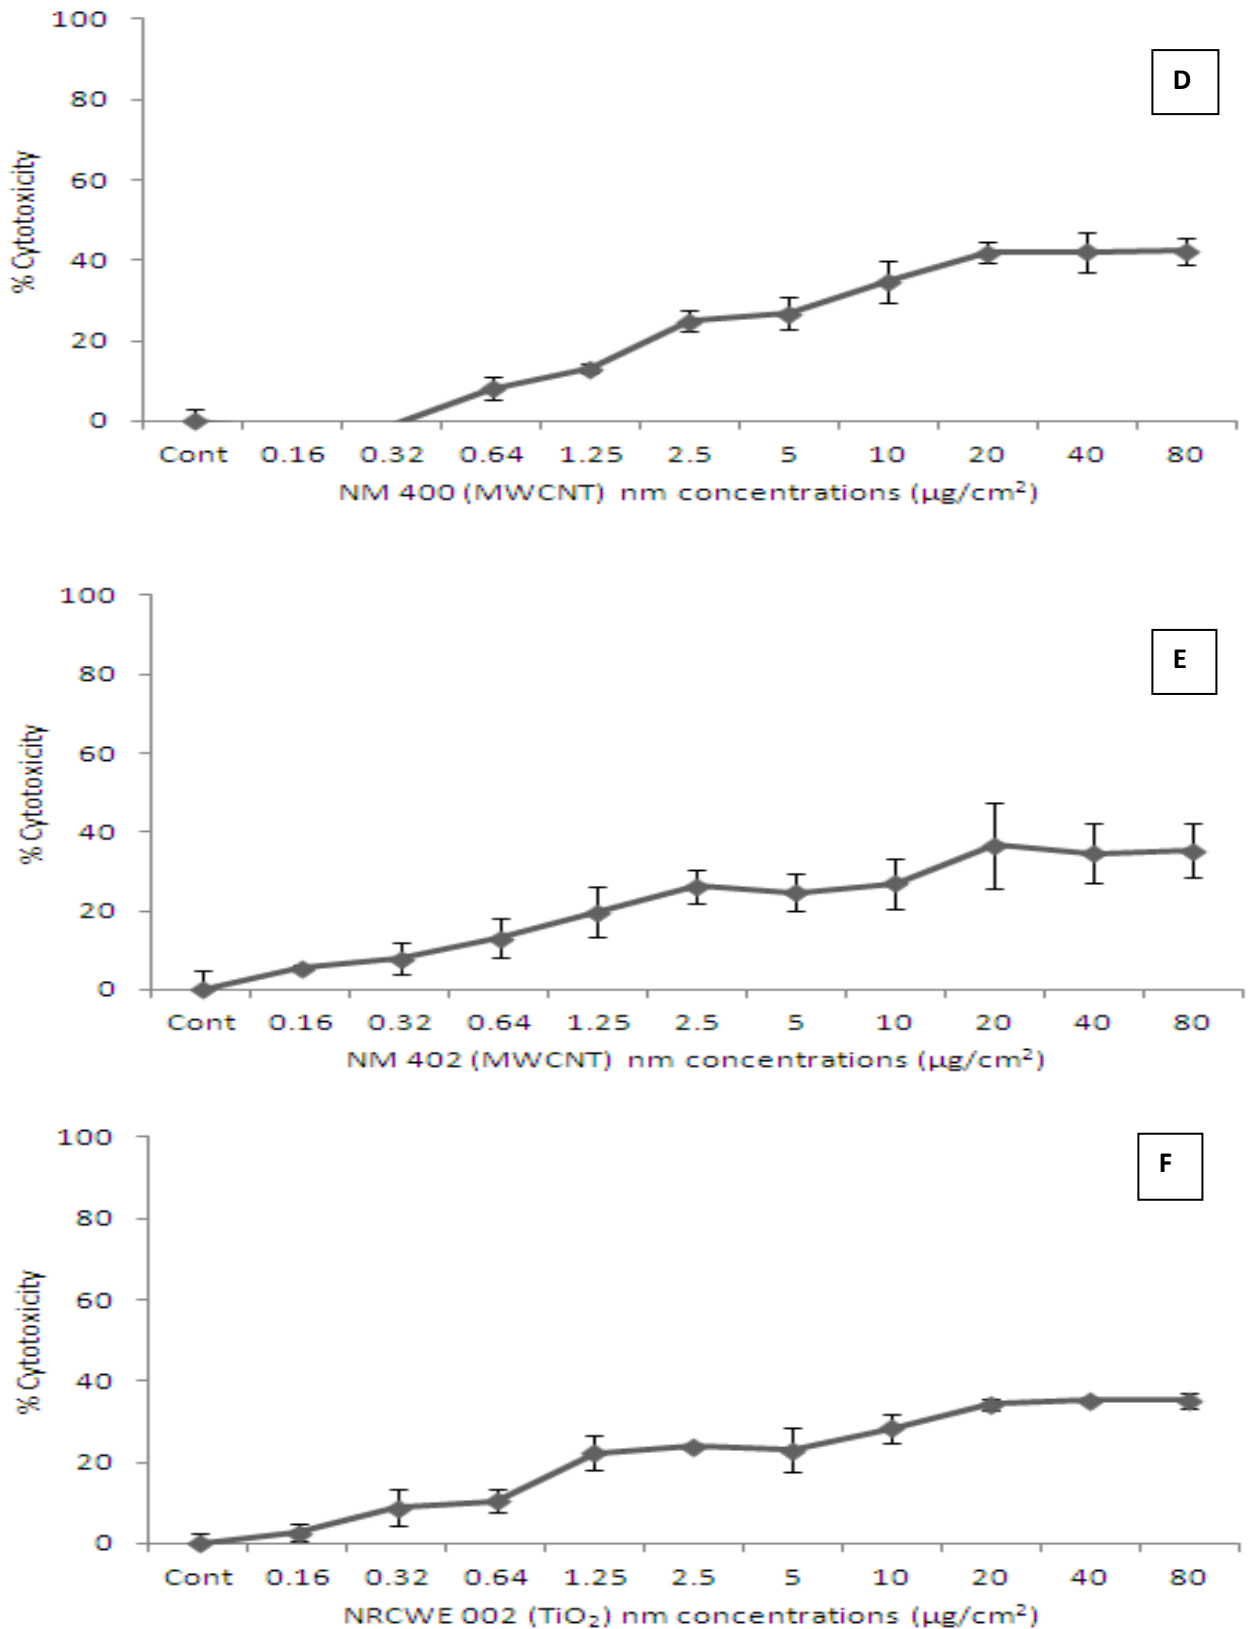 100
D
80
60
40
20
0
% Cytotoxicity
Cont 0.16 0.32 0.64 1.25 2.5 5 10 20 40 80
NM 400 (MWCNT) nm concentrations (µg/cm²)
100
E
80
60
40
20
0
% Cytotoxicity
Cont 0.16 0.32 0.64 1.25 2.5 5 10 20 40 80
NM 402 (MWCNT) nm concentrations (µg/cm²)
100
F
80
60
40
20
0
% Cytotoxicity
Cont 0.16 0.32 0.64 1.25 2.5 5 10 20 40 80
NRCWE 002 (TiO₂) nm concentrations (µg/cm²)